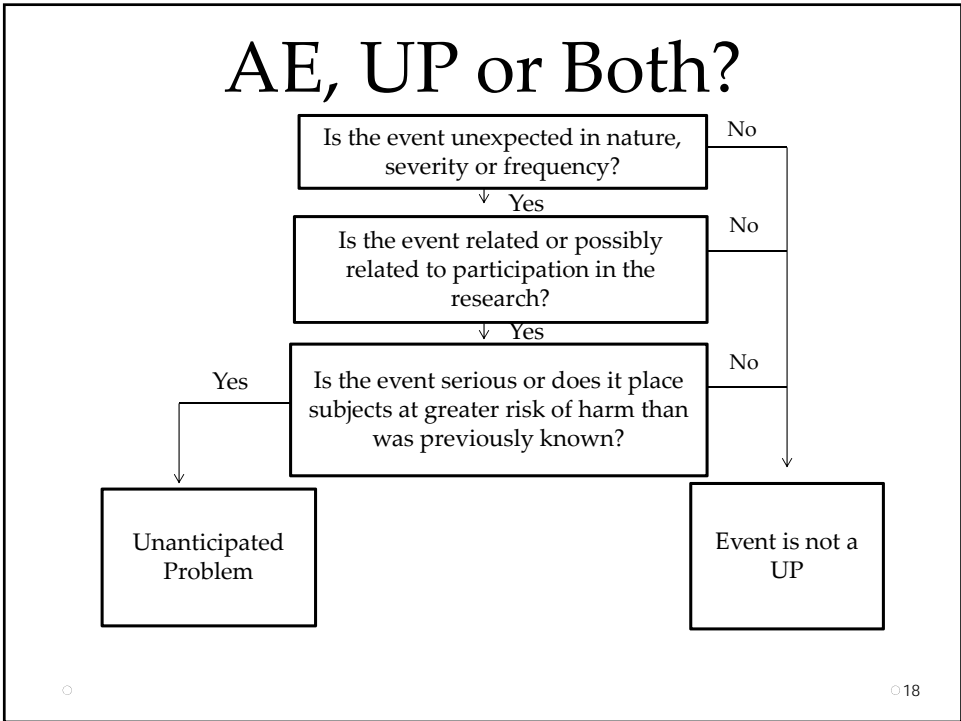 AE, UP or Both?
Is the event unexpected in nature,
severity or frequency?
No
Yes
Is the event related or possibly
related to participation in the
research?
No
Yes
Is the event serious or does it place
subjects at greater risk of harm than
was previously known?
Yes
No
Unanticipated
Problem
Event is not a
UP
18